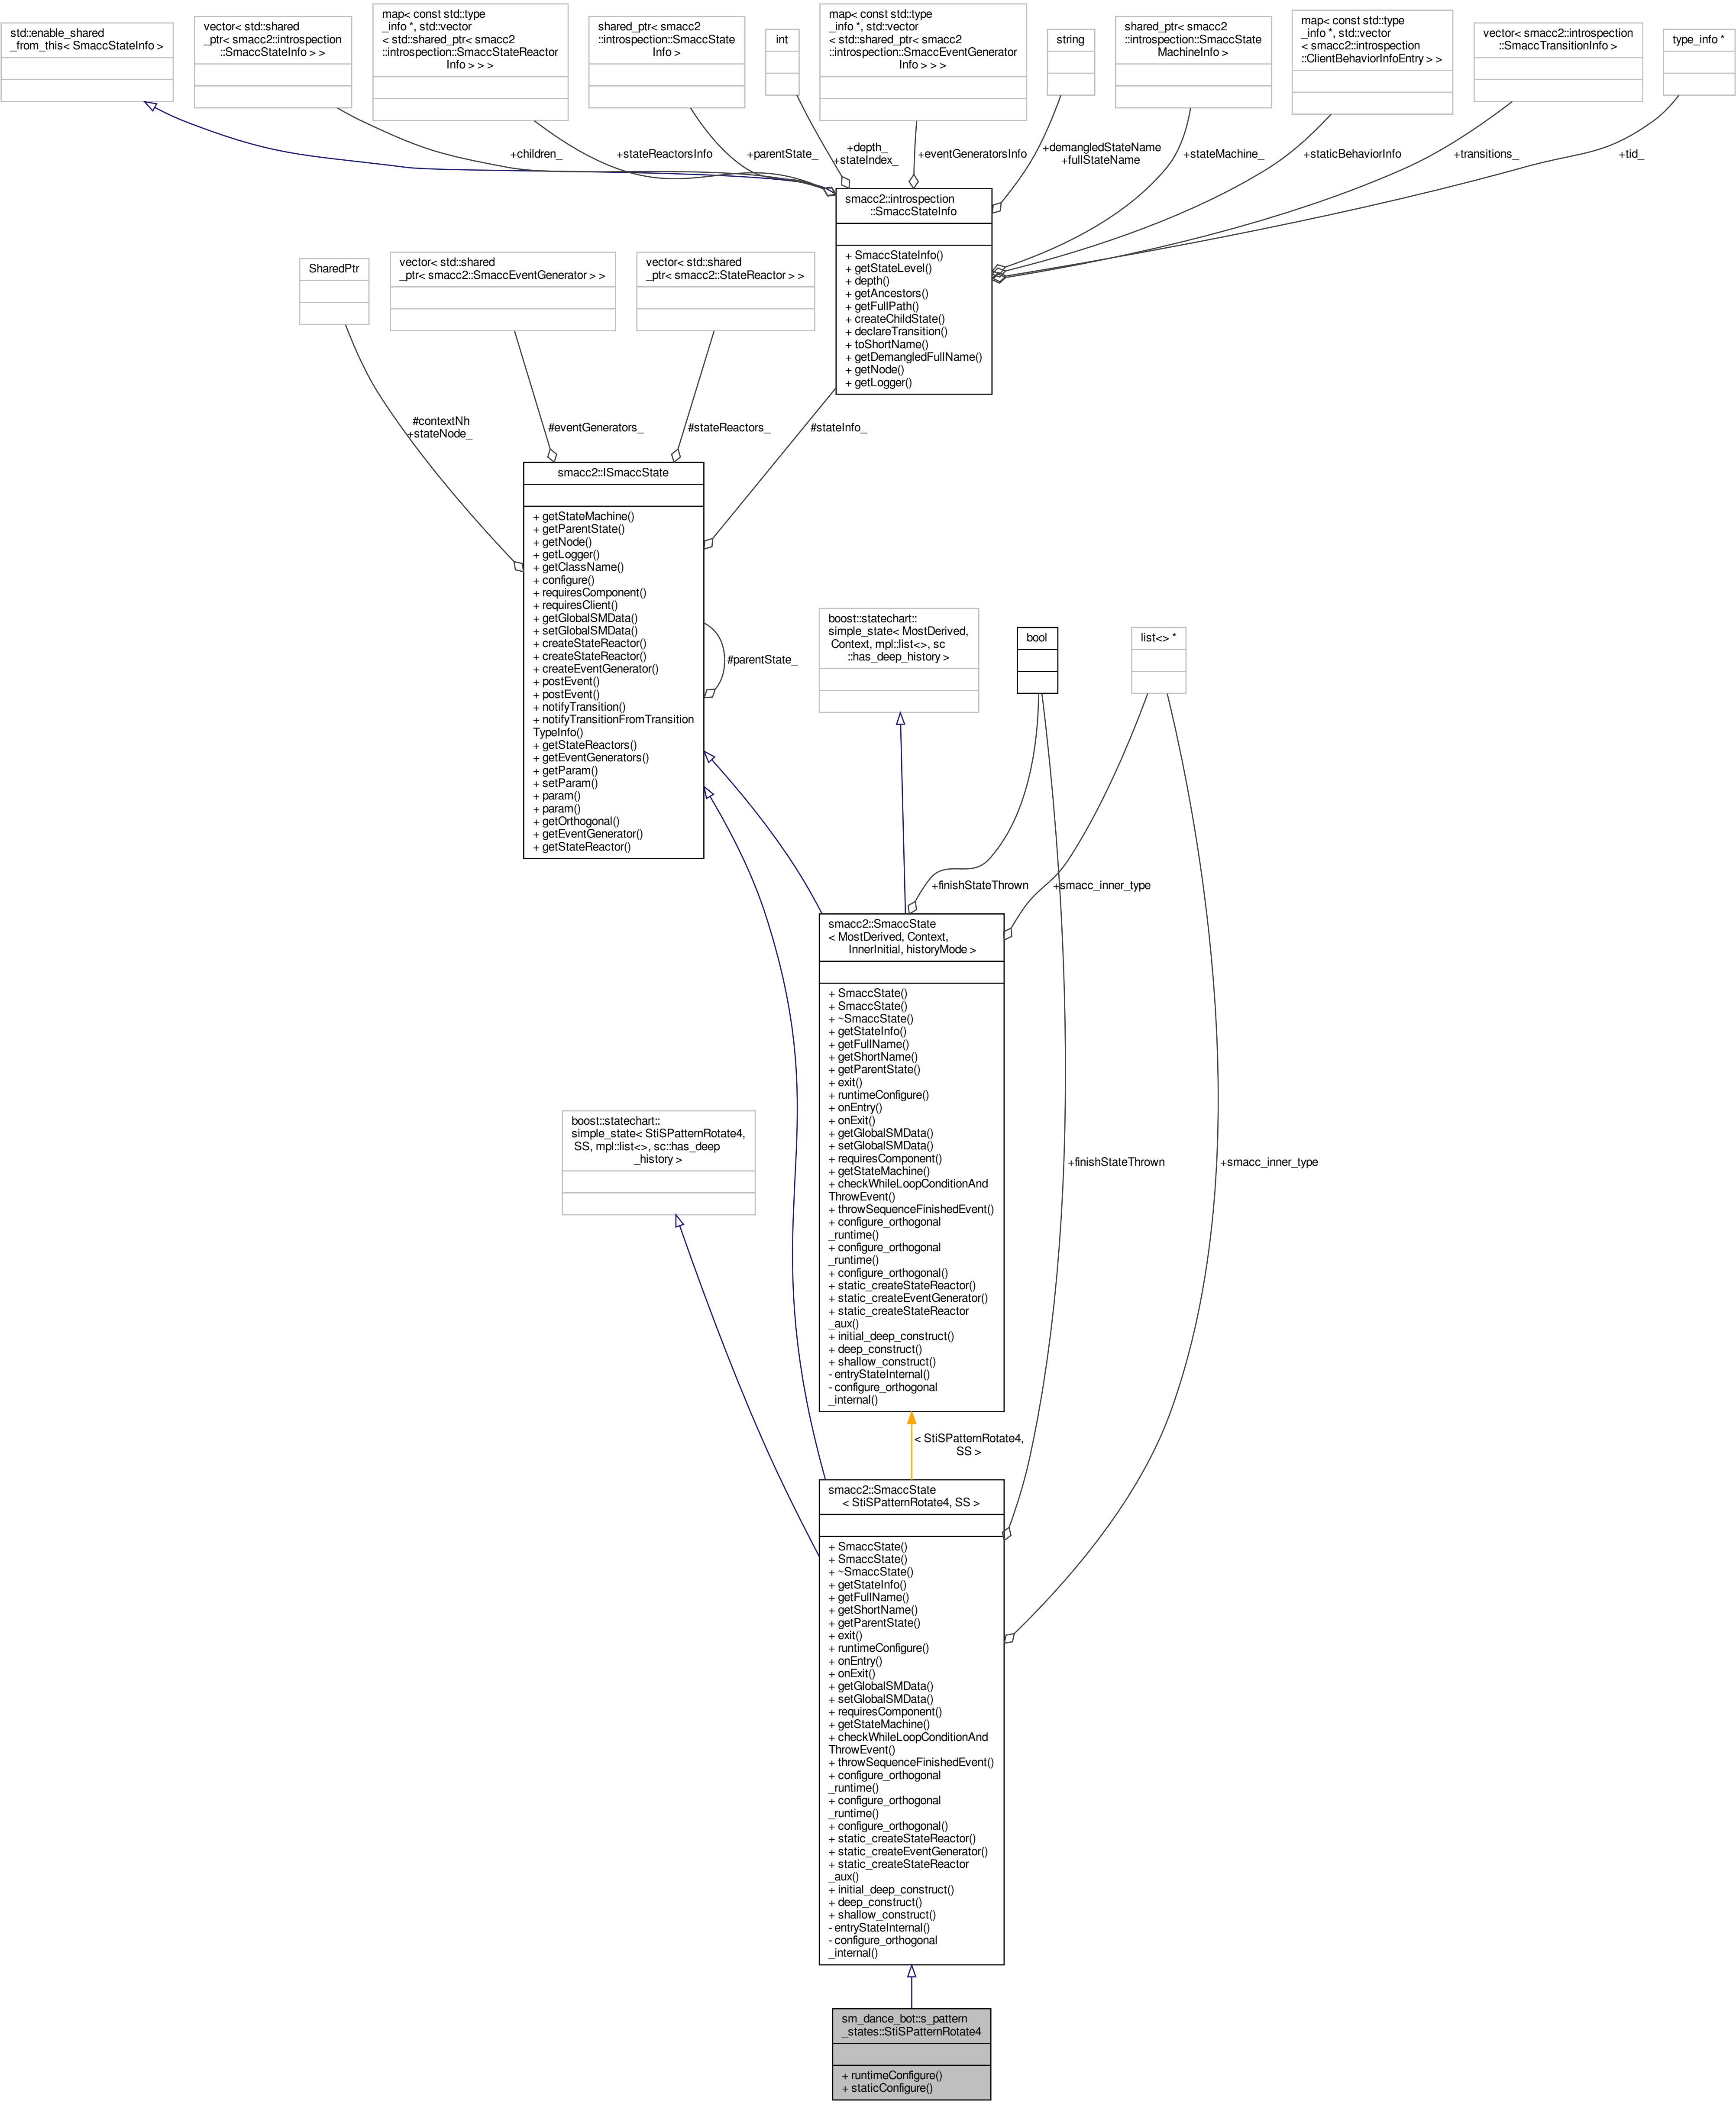 std::enable_shared
_from_this< SmaccStateInfo >
vector< std::shared
_ptr< smacc2::introspection
::SmaccStateInfo > >
map< const std::type
_info *, std::vector
< std::shared_ptr< smacc2
::introspection::SmaccStateReactor
Info > > >
shared_ptr< smacc2
::introspection::SmaccState
Info >
int
map< const std::type
_info *, std::vector
< std::shared_ptr< smacc2
::introspection::SmaccEventGenerator
Info > > >
string
shared_ptr< smacc2
::introspection::SmaccState
MachineInfo >
map< const std::type
_info *, std::vector
< smacc2::introspection
::ClientBehaviorInfoEntry > >
vector< smacc2::introspection
::SmaccTransitionInfo >
type_info *
+children_
+stateReactorsInfo
+parentState_
+depth_
+stateIndex_
+eventGeneratorsInfo
+demangledStateName
+fullStateName
+stateMachine_
+staticBehaviorInfo
+transitions_
+tid_
smacc2::introspection
::SmaccStateInfo
+ SmaccStateInfo()
+ getStateLevel()
+ depth()
+ getAncestors()
+ getFullPath()
+ createChildState()
+ declareTransition()
+ toShortName()
+ getDemangledFullName()
+ getNode()
+ getLogger()
SharedPtr
vector< std::shared
_ptr< smacc2::SmaccEventGenerator > >
vector< std::shared
_ptr< smacc2::StateReactor > >
#contextNh
+stateNode_
#eventGenerators_
#stateReactors_
#stateInfo_
smacc2::ISmaccState
+ getStateMachine()
+ getParentState()
+ getNode()
+ getLogger()
+ getClassName()
+ configure()
+ requiresComponent()
+ requiresClient()
+ getGlobalSMData()
+ setGlobalSMData()
+ createStateReactor()
+ createStateReactor()
+ createEventGenerator()
+ postEvent()
+ postEvent()
+ notifyTransition()
+ notifyTransitionFromTransition
TypeInfo()
+ getStateReactors()
+ getEventGenerators()
+ getParam()
+ setParam()
+ param()
+ param()
+ getOrthogonal()
+ getEventGenerator()
+ getStateReactor()
#parentState_
boost::statechart::
simple_state< MostDerived,
Context, mpl::list<>, sc
::has_deep_history >
bool
list<> *
+finishStateThrown
+smacc_inner_type
smacc2::SmaccState
< MostDerived, Context,
InnerInitial, historyMode >
+ SmaccState()
+ SmaccState()
+ ~SmaccState()
+ getStateInfo()
+ getFullName()
+ getShortName()
+ getParentState()
+ exit()
+ runtimeConfigure()
+ onEntry()
+ onExit()
+ getGlobalSMData()
+ setGlobalSMData()
+ requiresComponent()
+ getStateMachine()
+ checkWhileLoopConditionAnd
ThrowEvent()
+ throwSequenceFinishedEvent()
+ configure_orthogonal
_runtime()
+ configure_orthogonal
_runtime()
+ configure_orthogonal()
+ static_createStateReactor()
+ static_createEventGenerator()
+ static_createStateReactor
_aux()
+ initial_deep_construct()
+ deep_construct()
+ shallow_construct()
- entryStateInternal()
- configure_orthogonal
_internal()
boost::statechart::
simple_state< StiSPatternRotate4,
SS, mpl::list<>, sc::has_deep
_history >
+finishStateThrown
+smacc_inner_type
< StiSPatternRotate4,
SS >
smacc2::SmaccState
< StiSPatternRotate4, SS >
+ SmaccState()
+ SmaccState()
+ ~SmaccState()
+ getStateInfo()
+ getFullName()
+ getShortName()
+ getParentState()
+ exit()
+ runtimeConfigure()
+ onEntry()
+ onExit()
+ getGlobalSMData()
+ setGlobalSMData()
+ requiresComponent()
+ getStateMachine()
+ checkWhileLoopConditionAnd
ThrowEvent()
+ throwSequenceFinishedEvent()
+ configure_orthogonal
_runtime()
+ configure_orthogonal
_runtime()
+ configure_orthogonal()
+ static_createStateReactor()
+ static_createEventGenerator()
+ static_createStateReactor
_aux()
+ initial_deep_construct()
+ deep_construct()
+ shallow_construct()
- entryStateInternal()
- configure_orthogonal
_internal()
sm_dance_bot::s_pattern
_states::StiSPatternRotate4
+ runtimeConfigure()
+ staticConfigure()